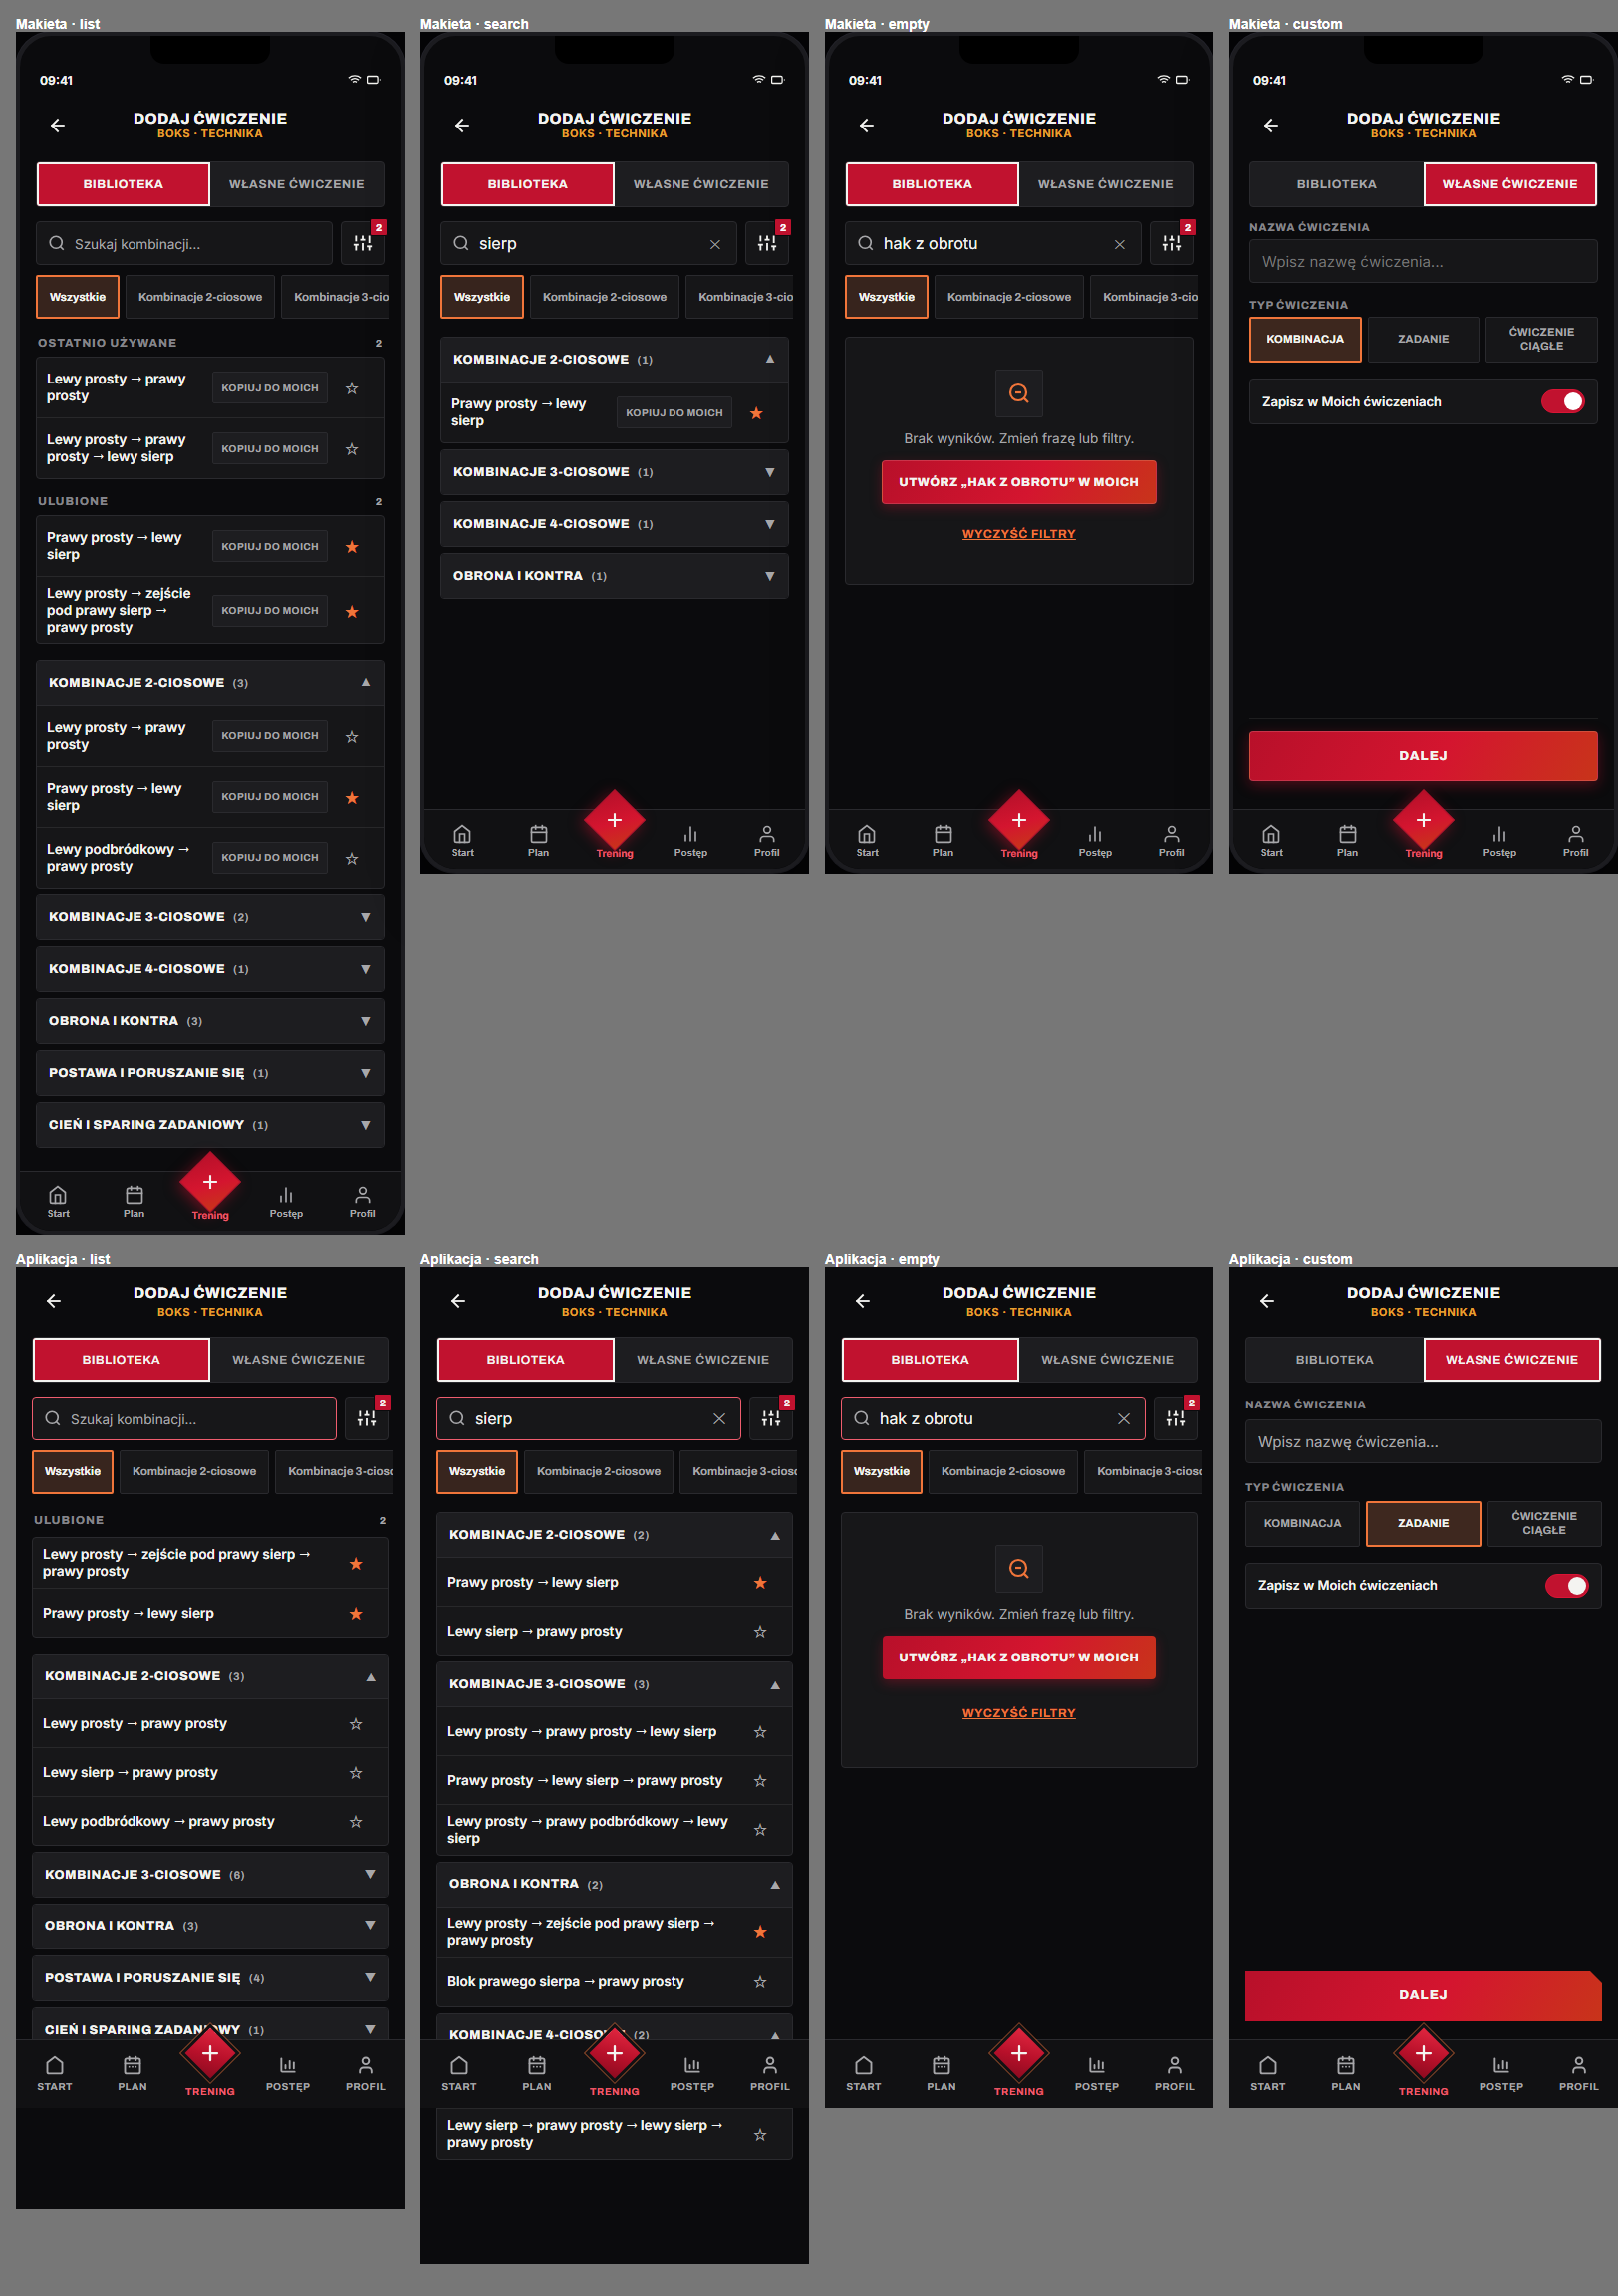 Makieta · list
09:41
DODAJ ĆWICZENIE
BOKS · TECHNIKA
BIBLIOTEKA
WŁASNE ĆWICZENIE
Szukaj kombinacji...
2
Wszystkie
Kombinacje 2-ciosowe
Kombinacje 3-cio
OSTATNIO UŻYWANE 2
Lewy prosty → prawy
prosty
KOPIUJ DO MOICH
Lewy prosty → prawy
prosty → lewy sierp
KOPIUJ DO MOICH
ULUBIONE 2
Prawy prosty → lewy
sierp
KOPIUJ DO MOICH
Lewy prosty → zejście
pod prawy sierp →
prawy prosty
KOPIUJ DO MOICH
KOMBINACJE 2-CIOSOWE (3)
Lewy prosty → prawy
prosty
KOPIUJ DO MOICH
Prawy prosty → lewy
sierp
KOPIUJ DO MOICH
Lewy podbródkowy →
prawy prosty
KOPIUJ DO MOICH
KOMBINACJE 3-CIOSOWE (2)
KOMBINACJE 4-CIOSOWE (1)
OBRONA I KONTRA (3)
POSTAWA I PORUSZANIE SIĘ (1)
CIEŃ I SPARING ZADANIOWY (1)
Start
Plan
Trening
Postęp
Profil
Makieta · search
09:41
DODAJ ĆWICZENIE
BOKS · TECHNIKA
BIBLIOTEKA
WŁASNE ĆWICZENIE
sierp
2
Wszystkie
Kombinacje 2-ciosowe
Kombinacje 3-cio
KOMBINACJE 2-CIOSOWE (1)
Prawy prosty → lewy
sierp
KOPIUJ DO MOICH
KOMBINACJE 3-CIOSOWE (1)
KOMBINACJE 4-CIOSOWE (1)
OBRONA I KONTRA (1)
Start
Plan
Trening
Postęp
Profil
Makieta · empty
09:41
DODAJ ĆWICZENIE
BOKS · TECHNIKA
BIBLIOTEKA
WŁASNE ĆWICZENIE
hak z obrotu
2
Wszystkie
Kombinacje 2-ciosowe
Kombinacje 3-cio
Brak wyników. Zmień frazę lub filtry.
UTWÓRZ „HAK Z OBROTU” W MOICH
WYCZYŚĆ FILTRY
Start
Plan
Trening
Postęp
Profil
Makieta · custom
09:41
DODAJ ĆWICZENIE
BOKS · TECHNIKA
BIBLIOTEKA
WŁASNE ĆWICZENIE
NAZWA ĆWICZENIA
Wpisz nazwę ćwiczenia...
TYP ĆWICZENIA
KOMBINACJA
ZADANIE
ĆWICZENIE
CIĄGŁE
Zapisz w Moich ćwiczeniach
DALEJ
Start
Plan
Trening
Postęp
Profil
Aplikacja · list
DODAJ ĆWICZENIE
BOKS · TECHNIKA
BIBLIOTEKA
WŁASNE ĆWICZENIE
Szukaj kombinacji...
2
Wszystkie
Kombinacje 2-ciosowe
Kombinacje 3-ciosc
ULUBIONE 2
Lewy prosty → zejście pod prawy sierp →
prawy prosty
Prawy prosty → lewy sierp
KOMBINACJE 2-CIOSOWE (3)
Lewy prosty → prawy prosty
Lewy sierp → prawy prosty
Lewy podbródkowy → prawy prosty
KOMBINACJE 3-CIOSOWE (6)
OBRONA I KONTRA (3)
POSTAWA I PORUSZANIE SIĘ (4)
CIEŃ I SPARING ZADANIOWY (1)
START
PLAN
TRENING
POSTĘP
PROFIL
Aplikacja · search
DODAJ ĆWICZENIE
BOKS · TECHNIKA
BIBLIOTEKA
WŁASNE ĆWICZENIE
sierp
2
Wszystkie
Kombinacje 2-ciosowe
Kombinacje 3-ciosc
KOMBINACJE 2-CIOSOWE (2)
Prawy prosty → lewy sierp
Lewy sierp → prawy prosty
KOMBINACJE 3-CIOSOWE (3)
Lewy prosty → prawy prosty → lewy sierp
Prawy prosty → lewy sierp → prawy prosty
Lewy prosty → prawy podbródkowy → lewy
sierp
OBRONA I KONTRA (2)
Lewy prosty → zejście pod prawy sierp →
prawy prosty
Blok prawego sierpa → prawy prosty
KOMBINACJE 4-CIOSOWE (2)
START
PLAN
TRENING
POSTĘP
PROFIL
Lewy sierp → prawy prosty → lewy sierp →
prawy prosty
Aplikacja · empty
DODAJ ĆWICZENIE
BOKS · TECHNIKA
BIBLIOTEKA
WŁASNE ĆWICZENIE
hak z obrotu
2
Wszystkie
Kombinacje 2-ciosowe
Kombinacje 3-ciosc
Brak wyników. Zmień frazę lub filtry.
UTWÓRZ „HAK Z OBROTU” W MOICH
WYCZYŚĆ FILTRY
START
PLAN
TRENING
POSTĘP
PROFIL
Aplikacja · custom
DODAJ ĆWICZENIE
BOKS · TECHNIKA
BIBLIOTEKA
WŁASNE ĆWICZENIE
NAZWA ĆWICZENIA
Wpisz nazwę ćwiczenia...
TYP ĆWICZENIA
KOMBINACJA
ZADANIE
ĆWICZENIE
CIĄGŁE
Zapisz w Moich ćwiczeniach
DALEJ
START
PLAN
TRENING
POSTĘP
PROFIL